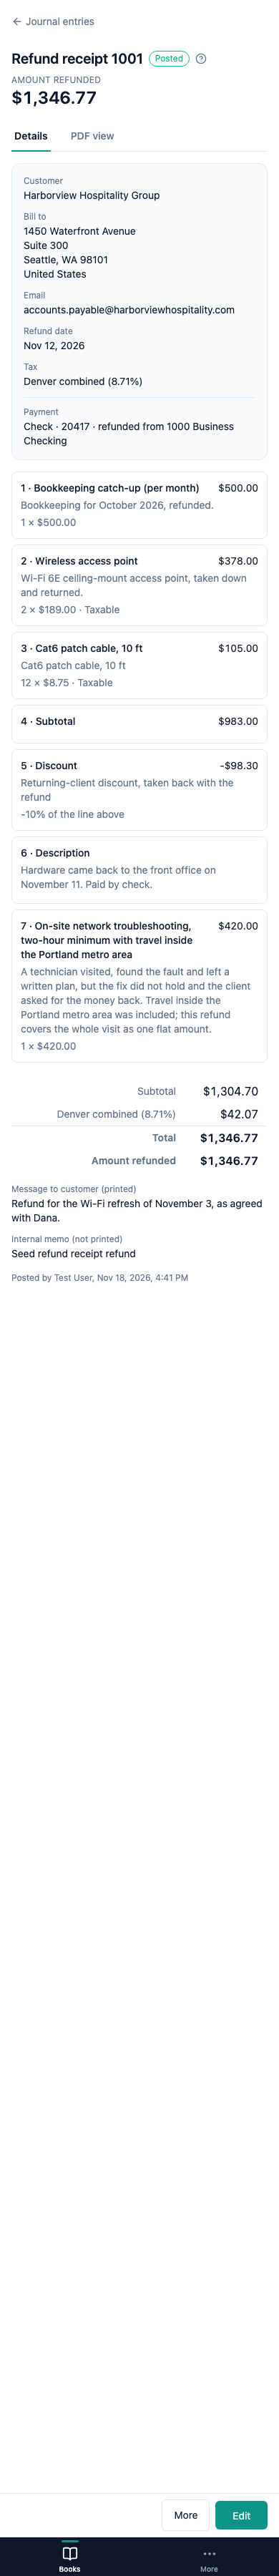 ← Journal entries
Refund receipt 1001 Posted ?
AMOUNT REFUNDED
$1,346.77
Details PDF view
Customer
Harborview Hospitality Group
Bill to
1450 Waterfront Avenue
Suite 300
Seattle, WA 98101
United States
Email
accounts.payable@harborviewhospitality.com
Refund date
Nov 12, 2026
Tax
Denver combined (8.71%)
Payment
Check · 20417 · refunded from 1000 Business
Checking
1 · Bookkeeping catch-up (per month) $500.00
Bookkeeping for October 2026, refunded.
1 × $500.00
2 · Wireless access point $378.00
Wi-Fi 6E ceiling-mount access point, taken down
and returned.
2 × $189.00 · Taxable
3 · Cat6 patch cable, 10 ft $105.00
Cat6 patch cable, 10 ft
12 × $8.75 · Taxable
4 · Subtotal $983.00
5 · Discount -$98.30
Returning-client discount, taken back with the
refund
-10% of the line above
6 · Description
Hardware came back to the front office on
November 11. Paid by check.
7 · On-site network troubleshooting, $420.00
two-hour minimum with travel inside
the Portland metro area
A technician visited, found the fault and left a
written plan, but the fix did not hold and the client
asked for the money back. Travel inside the
Portland metro area was included; this refund
covers the whole visit as one flat amount.
1 × $420.00
Subtotal $1,304.70
Denver combined (8.71%) $42.07
Total $1,346.77
Amount refunded $1,346.77
Message to customer (printed)
Refund for the Wi-Fi refresh of November 3, as agreed
with Dana.
Internal memo (not printed)
Seed refund receipt refund
Posted by Test User, Nov 18, 2026, 4:41 PM
More Edit
Books More